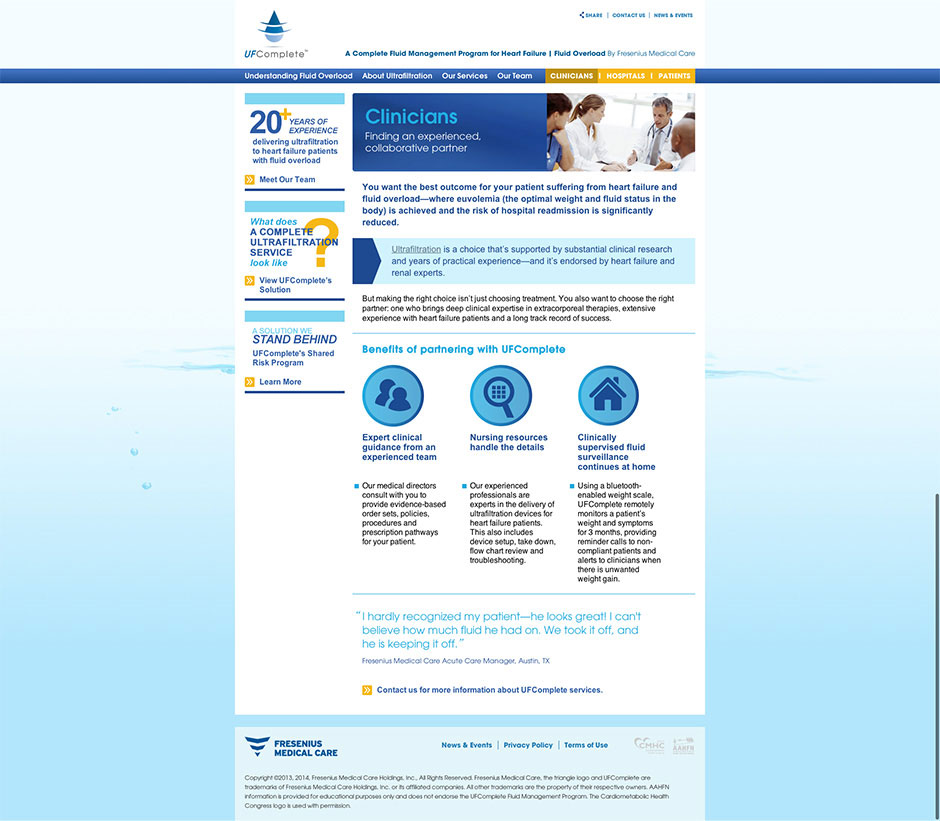 SHARE | CONTACT US | NEWS & EVENTS
UFComplete™
A Complete Fluid Management Program for Heart Failure | Fluid Overload By Fresenius Medical Care
Understanding Fluid Overload About Ultrafiltration Our Services Our Team CLINICIANS | HOSPITALS | PATIENTS
20+ YEARS OF
EXPERIENCE
delivering ultrafiltration
to heart failure patients
with fluid overload
Meet Our Team
What does
A COMPLETE
ULTRAFILTRATION
SERVICE
look like
?
View UFComplete's
Solution
A SOLUTION WE
STAND BEHIND
UFComplete's Shared
Risk Program
Learn More
Clinicians
Finding an experienced,
collaborative partner
You want the best outcome for your patient suffering from heart failure and
fluid overload—where euvolemia (the optimal weight and fluid status in the
body) is achieved and the risk of hospital readmission is significantly
reduced.
Ultrafiltration is a choice that's supported by substantial clinical research
and years of practical experience—and it's endorsed by heart failure and
renal experts.
But making the right choice isn't just choosing treatment. You also want to choose the right
partner: one who brings deep clinical expertise in extracorporeal therapies, extensive
experience with heart failure patients and a long track record of success.
Benefits of partnering with UFComplete
Expert clinical
guidance from an
experienced team
Our medical directors
consult with you to
provide evidence-based
order sets, policies,
procedures and
prescription pathways
for your patient.
Nursing resources
handle the details
Our experienced
professionals are
experts in the delivery of
ultrafiltration devices for
heart failure patients.
This also includes
device setup, take down,
flow chart review and
troubleshooting.
Clinically
supervised fluid
surveillance
continues at home
Using a bluetooth-
enabled weight scale,
UFComplete remotely
monitors a patient's
weight and symptoms
for 3 months, providing
reminder calls to non-
compliant patients and
alerts to clinicians when
there is unwanted
weight gain.
"I hardly recognized my patient—he looks great! I can't
believe how much fluid he had on. We took it off, and
he is keeping it off."
Fresenius Medical Care Acute Care Manager, Austin, TX
Contact us for more information about UFComplete services.
FRESENIUS
MEDICAL CARE
News & Events | Privacy Policy | Terms of Use
CMHC
AAHFN
Copyright ©2013, 2014, Fresenius Medical Care Holdings, Inc., All Rights Reserved. Fresenius Medical Care, the triangle logo and UFComplete are
trademarks of Fresenius Medical Care Holdings, Inc. or its affiliated companies. All other trademarks are the property of their respective owners. AAHFN
information is provided for educational purposes only and does not endorse the UFComplete Fluid Management Program. The Cardiometabolic Health
Congress logo is used with permission.